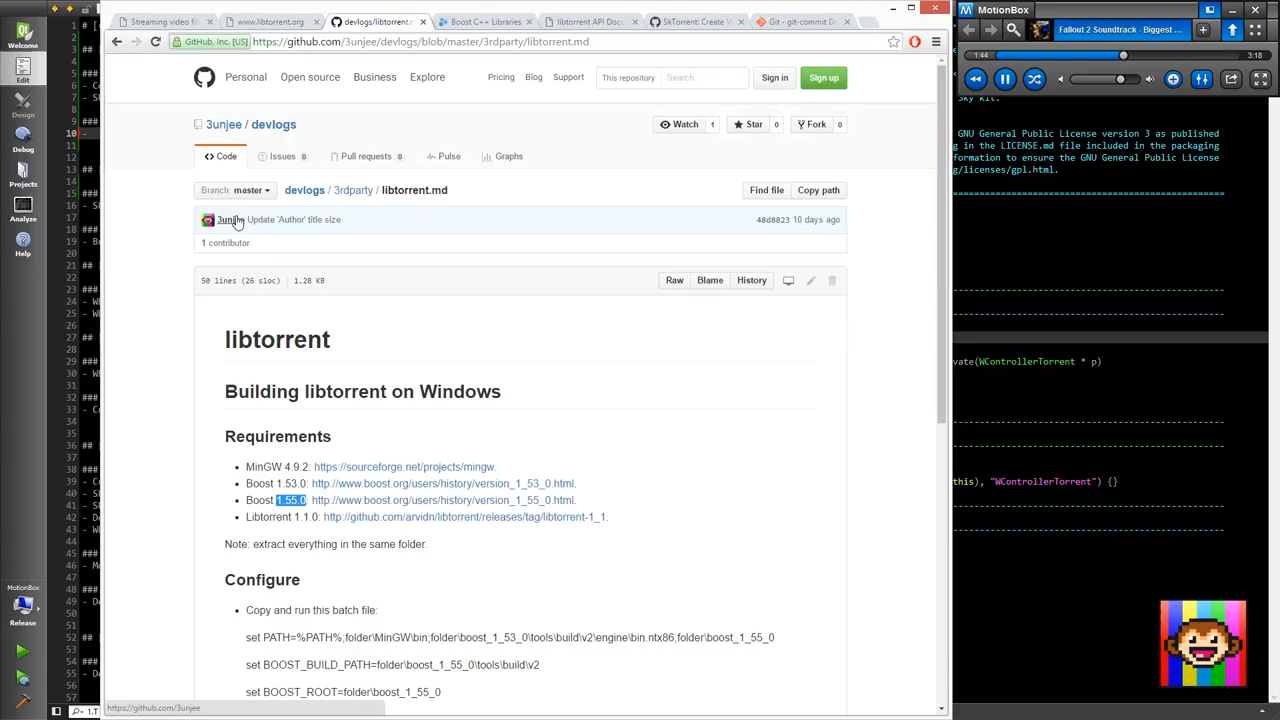 Streaming video file
www.
devlogs/libtorrent.m
Boost C++ Libraries
libtorrent API Docu
SkTorrent: Create
git - git-commit De
GitHub, Inc. [US]
https://github.com/3unjee/devlogs/blob/master/3rdparty/libtorrent.md
Personal Open source Business Explore
Pricing Blog Support
This repository Search
Sign in
Sign up
3unjee / devlogs
Watch 1
Star 0
Fork 0
Code
Issues 0
Pull requests 0
Pulse
Graphs
Branch: master
devlogs / 3rdparty / libtorrent.md
Find file
Copy path
3unjee Update 'Author' title size
48d8823 10 days ago
1 contributor
50 lines (26 sloc) 1.28 KB
Raw
Blame
History
libtorrent
Building libtorrent on Windows
Requirements
MinGW 4.9.2: https://sourceforge.net/projects/mingw.
Boost 1.53.0: http://www.boost.org/users/history/version_1_53_0.html.
Boost 1.55.0: http://www.boost.org/users/history/version_1_55_0.html.
Libtorrent 1.1.0: http://github.com/arvidn/libtorrent/releases/tag/libtorrent-1_1.
Note: extract everything in the same folder.
Configure
Copy and run this batch file:
set PATH=%PATH%,folder\MinGW\bin;folder\boost_1_53_0\tools\build\v2\engine\bin.ntx86;folder\boost_1_55_0
set BOOST_BUILD_PATH=folder\boost_1_55_0\tools\build\v2
set BOOST_ROOT=folder\boost_1_55_0
https://github.com/3unjee
Welcome
Edit
Design
Debug
Projects
Analyze
Help
MotionBox
Release
MotionBox
Fallout 2 Soundtrack - Biggest ...
1:44
3:18
Sky kit.
GNU General Public License version 3 as published
g in the LICENSE.md file included in the packaging
formation to ensure the GNU General Public License
g/licenses/gpl.html.
vate(WControllerTorrent * p)
this), "WControllerTorrent") {}